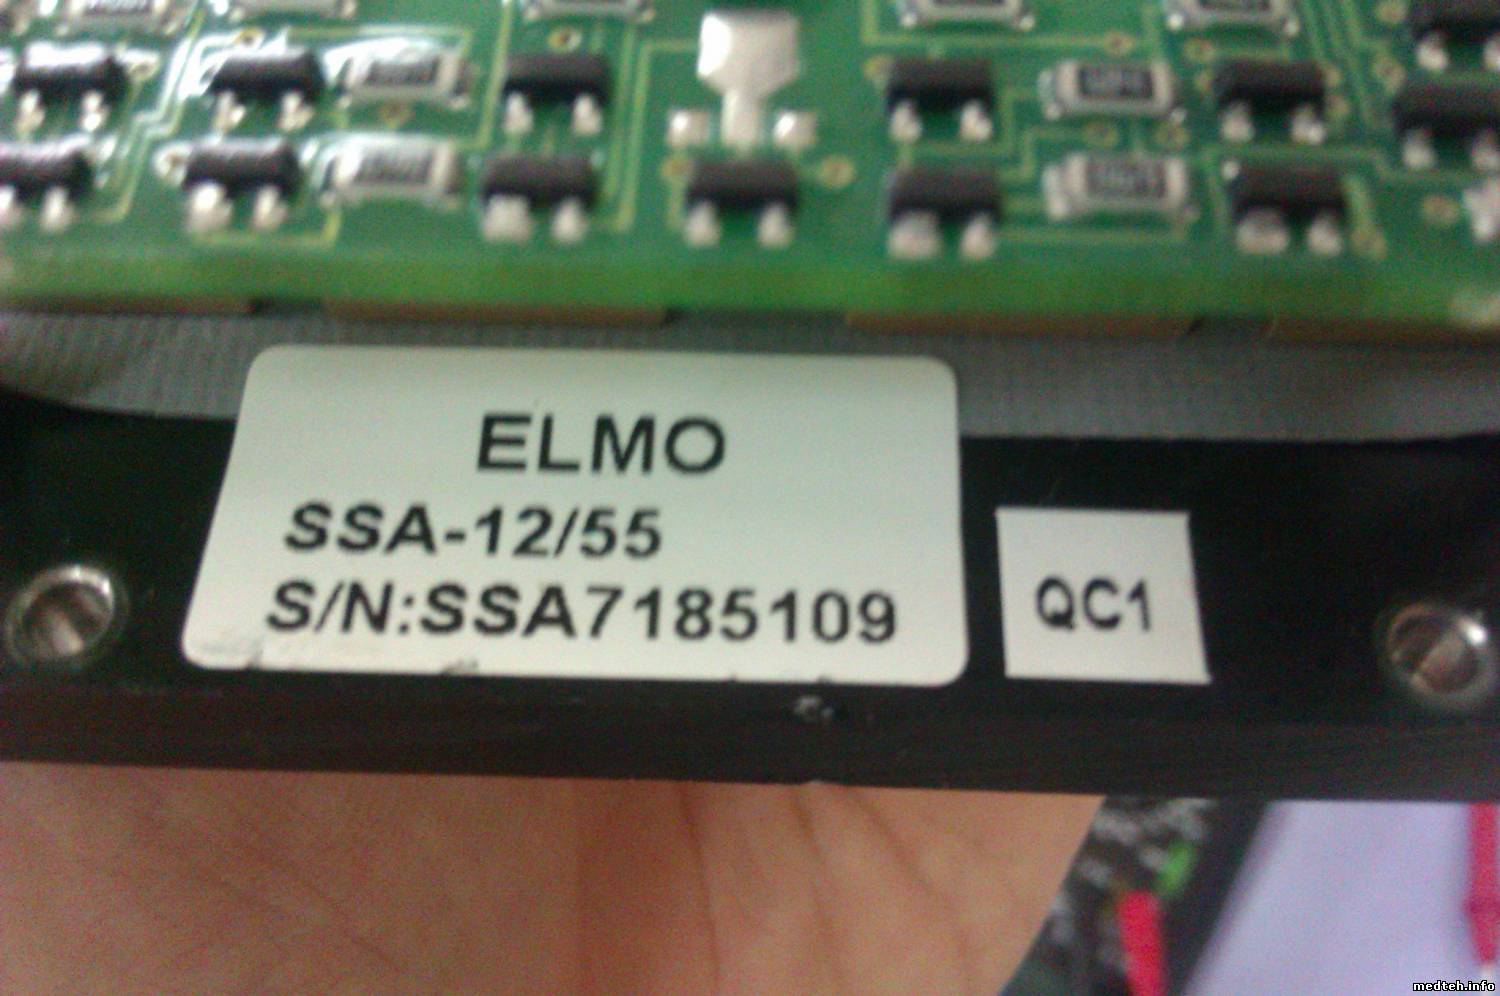 ELMO
SSA-12/55
S/N:SSA7185109
QC1
medteh.info